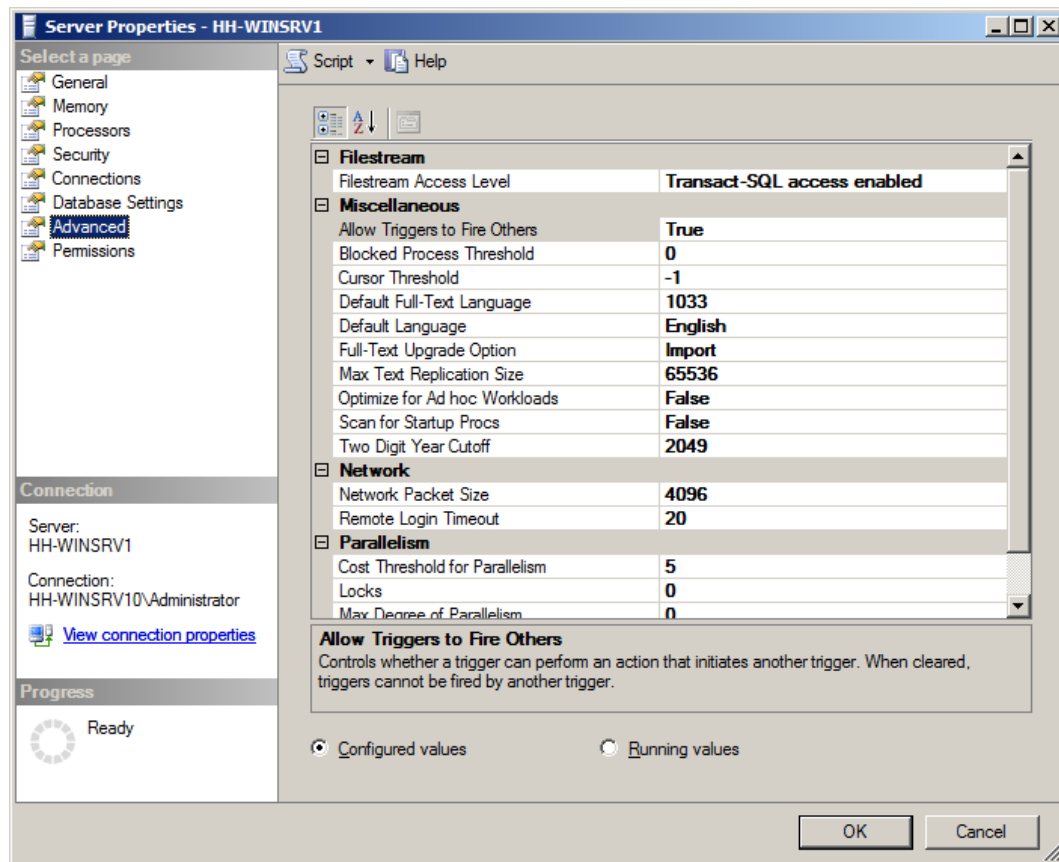 Server Properties - HH-WINSRV1
Select a page
General
Memory
Processors
Security
Connections
Database Settings
Advanced
Permissions
Connection
Server:
HH-WINSRV1
Connection:
HH-WINSRV10\Administrator
View connection properties
Progress
Ready
Script Help
Filestream
Filestream Access Level Transact-SQL access enabled
Miscellaneous
Allow Triggers to Fire Others True
Blocked Process Threshold 0
Cursor Threshold -1
Default Full-Text Language 1033
Default Language English
Full-Text Upgrade Option Import
Max Text Replication Size 65536
Optimize for Ad hoc Workloads False
Scan for Startup Procs False
Two Digit Year Cutoff 2049
Network
Network Packet Size 4096
Remote Login Timeout 20
Parallelism
Cost Threshold for Parallelism 5
Locks 0
Max Degree of Parallelism 0
Allow Triggers to Fire Others
Controls whether a trigger can perform an action that initiates another trigger. When cleared,
triggers cannot be fired by another trigger.
Configured values Running values
OK Cancel